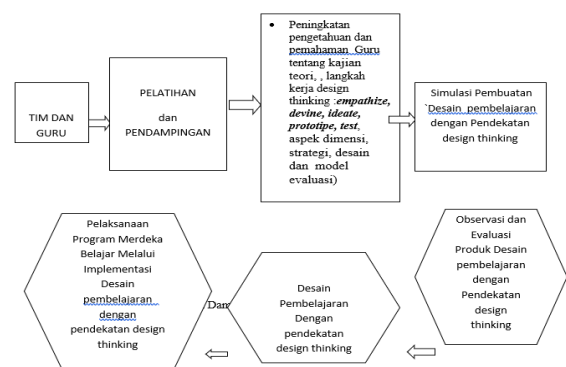 TIM DAN
GURU
PELATIHAN
dan
PENDAMPINGAN
• Peningkatan
pengetahuan dan
pemahaman Guru
tentang kajian
teori, , langkah
kerja design
thinking :empathize,
devine, ideate,
prototipe, test,
aspek dimensi,
strategi, desain
dan model
evaluasi)
Simulasi Pembuatan
`Desain pembelajaran
dengan Pendekatan
design thinking
Observasi dan
Evaluasi
Produk Desain
pembelajaran
dengan
Pendekatan
design
thinking
Desain
Pembelajaran
Dengan
pendekatan
design thinking
Dan
Pelaksanaan
Program Merdeka
Belajar Melalui
Implementasi
Desain
pembelajaran
dengan
pendekatan design
thinking